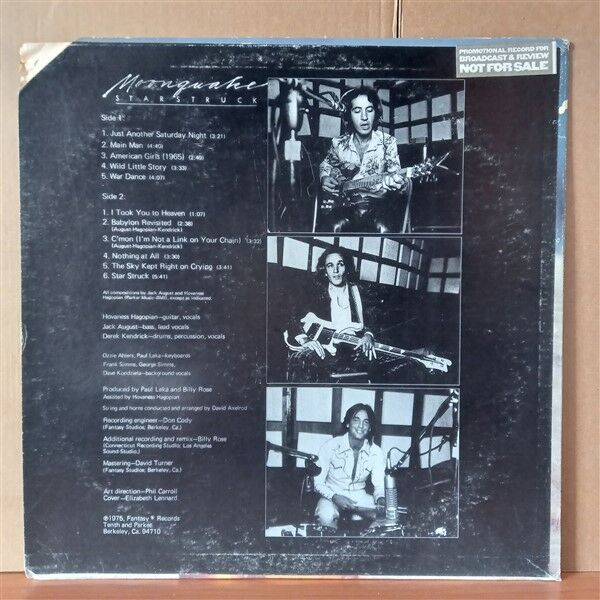 PROMOTIONAL RECORD FOR
BROADCAST & REVIEW
NOT FOR SALE
Moonquake
STARSTRUCK
Side 1:
1. Just Another Saturday Night (3:21)
2. Main Man (4:40)
3. American Girls (1965) (2:49)
4. Wild Little Story (3:33)
5. War Dance (4:07)
Side 2:
1. I Took You to Heaven (1:07)
2. Babylon Revisited (2:38)
(August-Hagopian-Kendrick)
3. C'mon (I'm Not a Link on Your Chain) (3:32)
(August-Hagopian-Kendrick)
4. Nothing at All (3:30)
5. The Sky Kept Right on Crying (3:41)
6. Star Struck (5:41)
All compositions by Jack August and Hovaness
Hagopian (Parker Music-BMI), except as indicated.
Hovaness Hagopian—guitar, vocals
Jack August—bass, lead vocals
Derek Kendrick—drums, percussion, vocals
Ozzie Ahlers, Paul Leka—keyboards
Frank Simms, George Simms,
Dave Kondziela—background vocals
Produced by Paul Leka and Billy Rose
Assisted by Hovaness Hagopian
String and horns conducted and arranged by David Axelrod
Recording engineer—Don Cody
(Fantasy Studios; Berkeley, Ca.)
Additional recording and remix—Billy Rose
(Connecticut Recording Studio; Los Angeles
Sound Studio.)
Mastering—David Turner
(Fantasy Studios; Berkeley, Ca.)
Art direction—Phil Carroll
Cover—Elizabeth Lennard
℗1975, Fantasy ® Records
Tenth and Parker
Berkeley, Ca. 94710